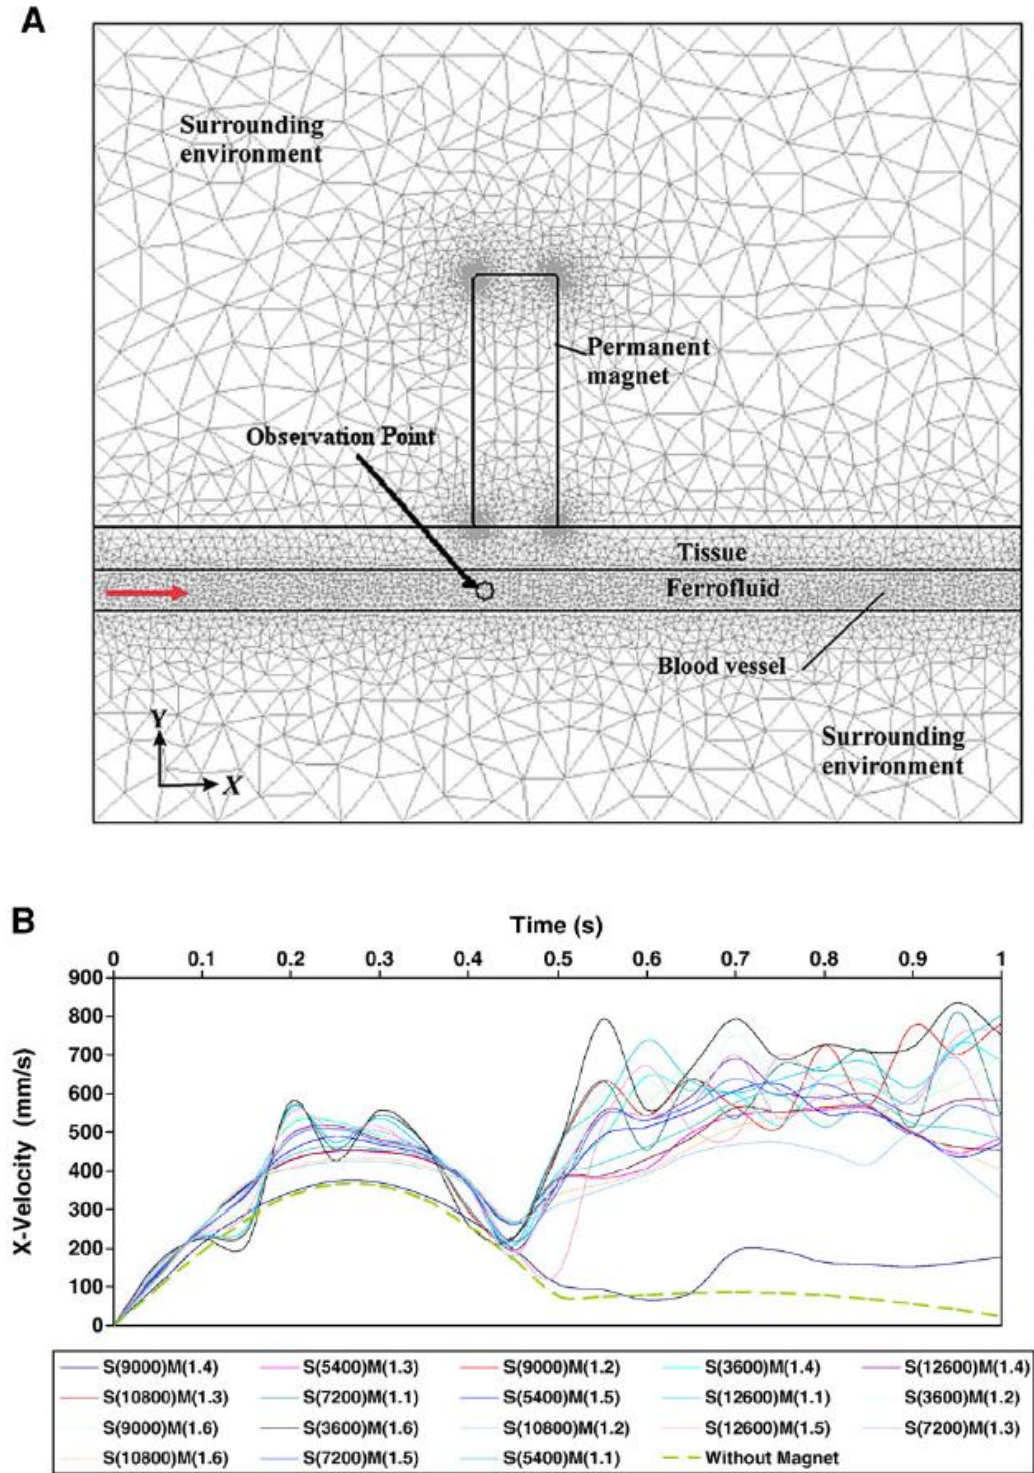 A
Surrounding
environment
Permanent
magnet
Observation Point
Tissue
Ferrofluid
Blood vessel
Y
X
Surrounding
environment
B
Time (s)
0 0.1 0.2 0.3 0.4 0.5 0.6 0.7 0.8 0.9 1
X-Velocity (mm/s)
900
800
700
600
500
400
300
200
100
0
S(9000)M(1.4) S(5400)M(1.3) S(9000)M(1.2) S(3600)M(1.4) S(12600)M(1.4)
S(10800)M(1.3) S(7200)M(1.1) S(5400)M(1.5) S(12600)M(1.1) S(3600)M(1.2)
S(9000)M(1.6) S(3600)M(1.6) S(10800)M(1.2) S(12600)M(1.5) S(7200)M(1.3)
S(10800)M(1.6) S(7200)M(1.5) S(5400)M(1.1) Without Magnet